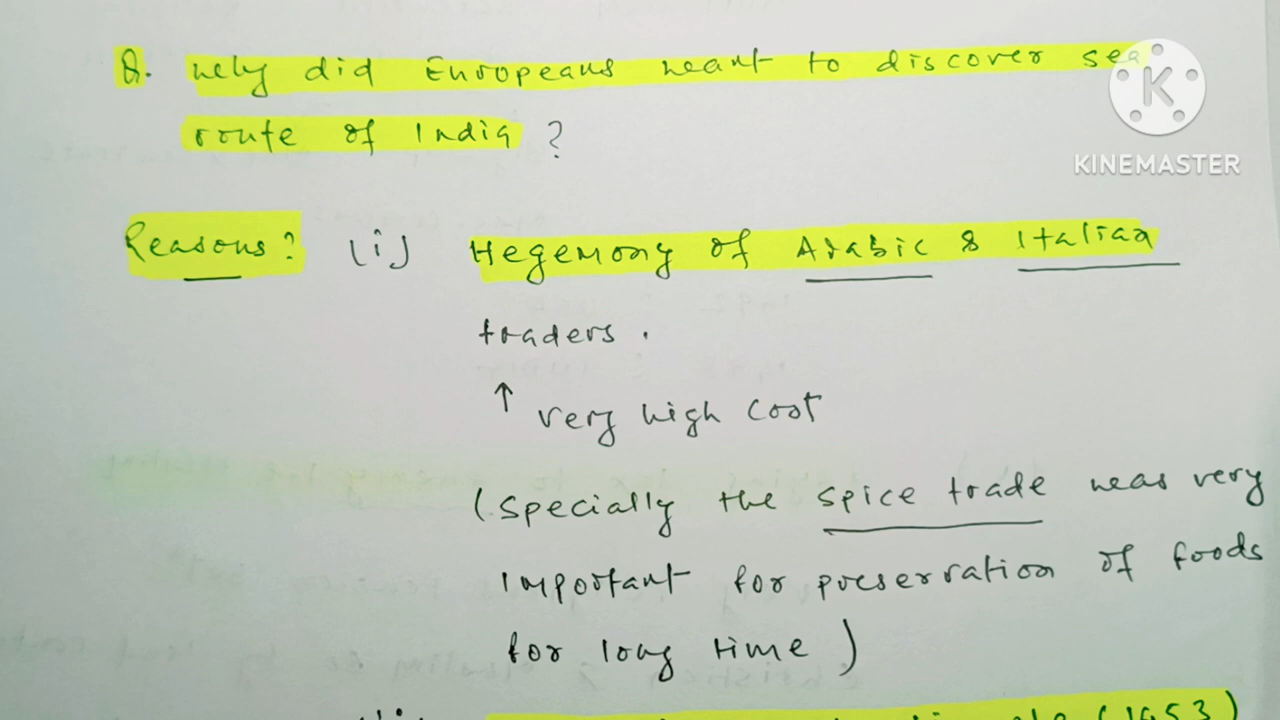 Q. Why did Europeans want to discover sea
route of India ?
KINEMASTER
Reasons? (i) Hegemony of Arabic & Italian
traders.
↑ very high cost
(Specially the spice trade was very
important for preservation of foods
for long time)
(1953)